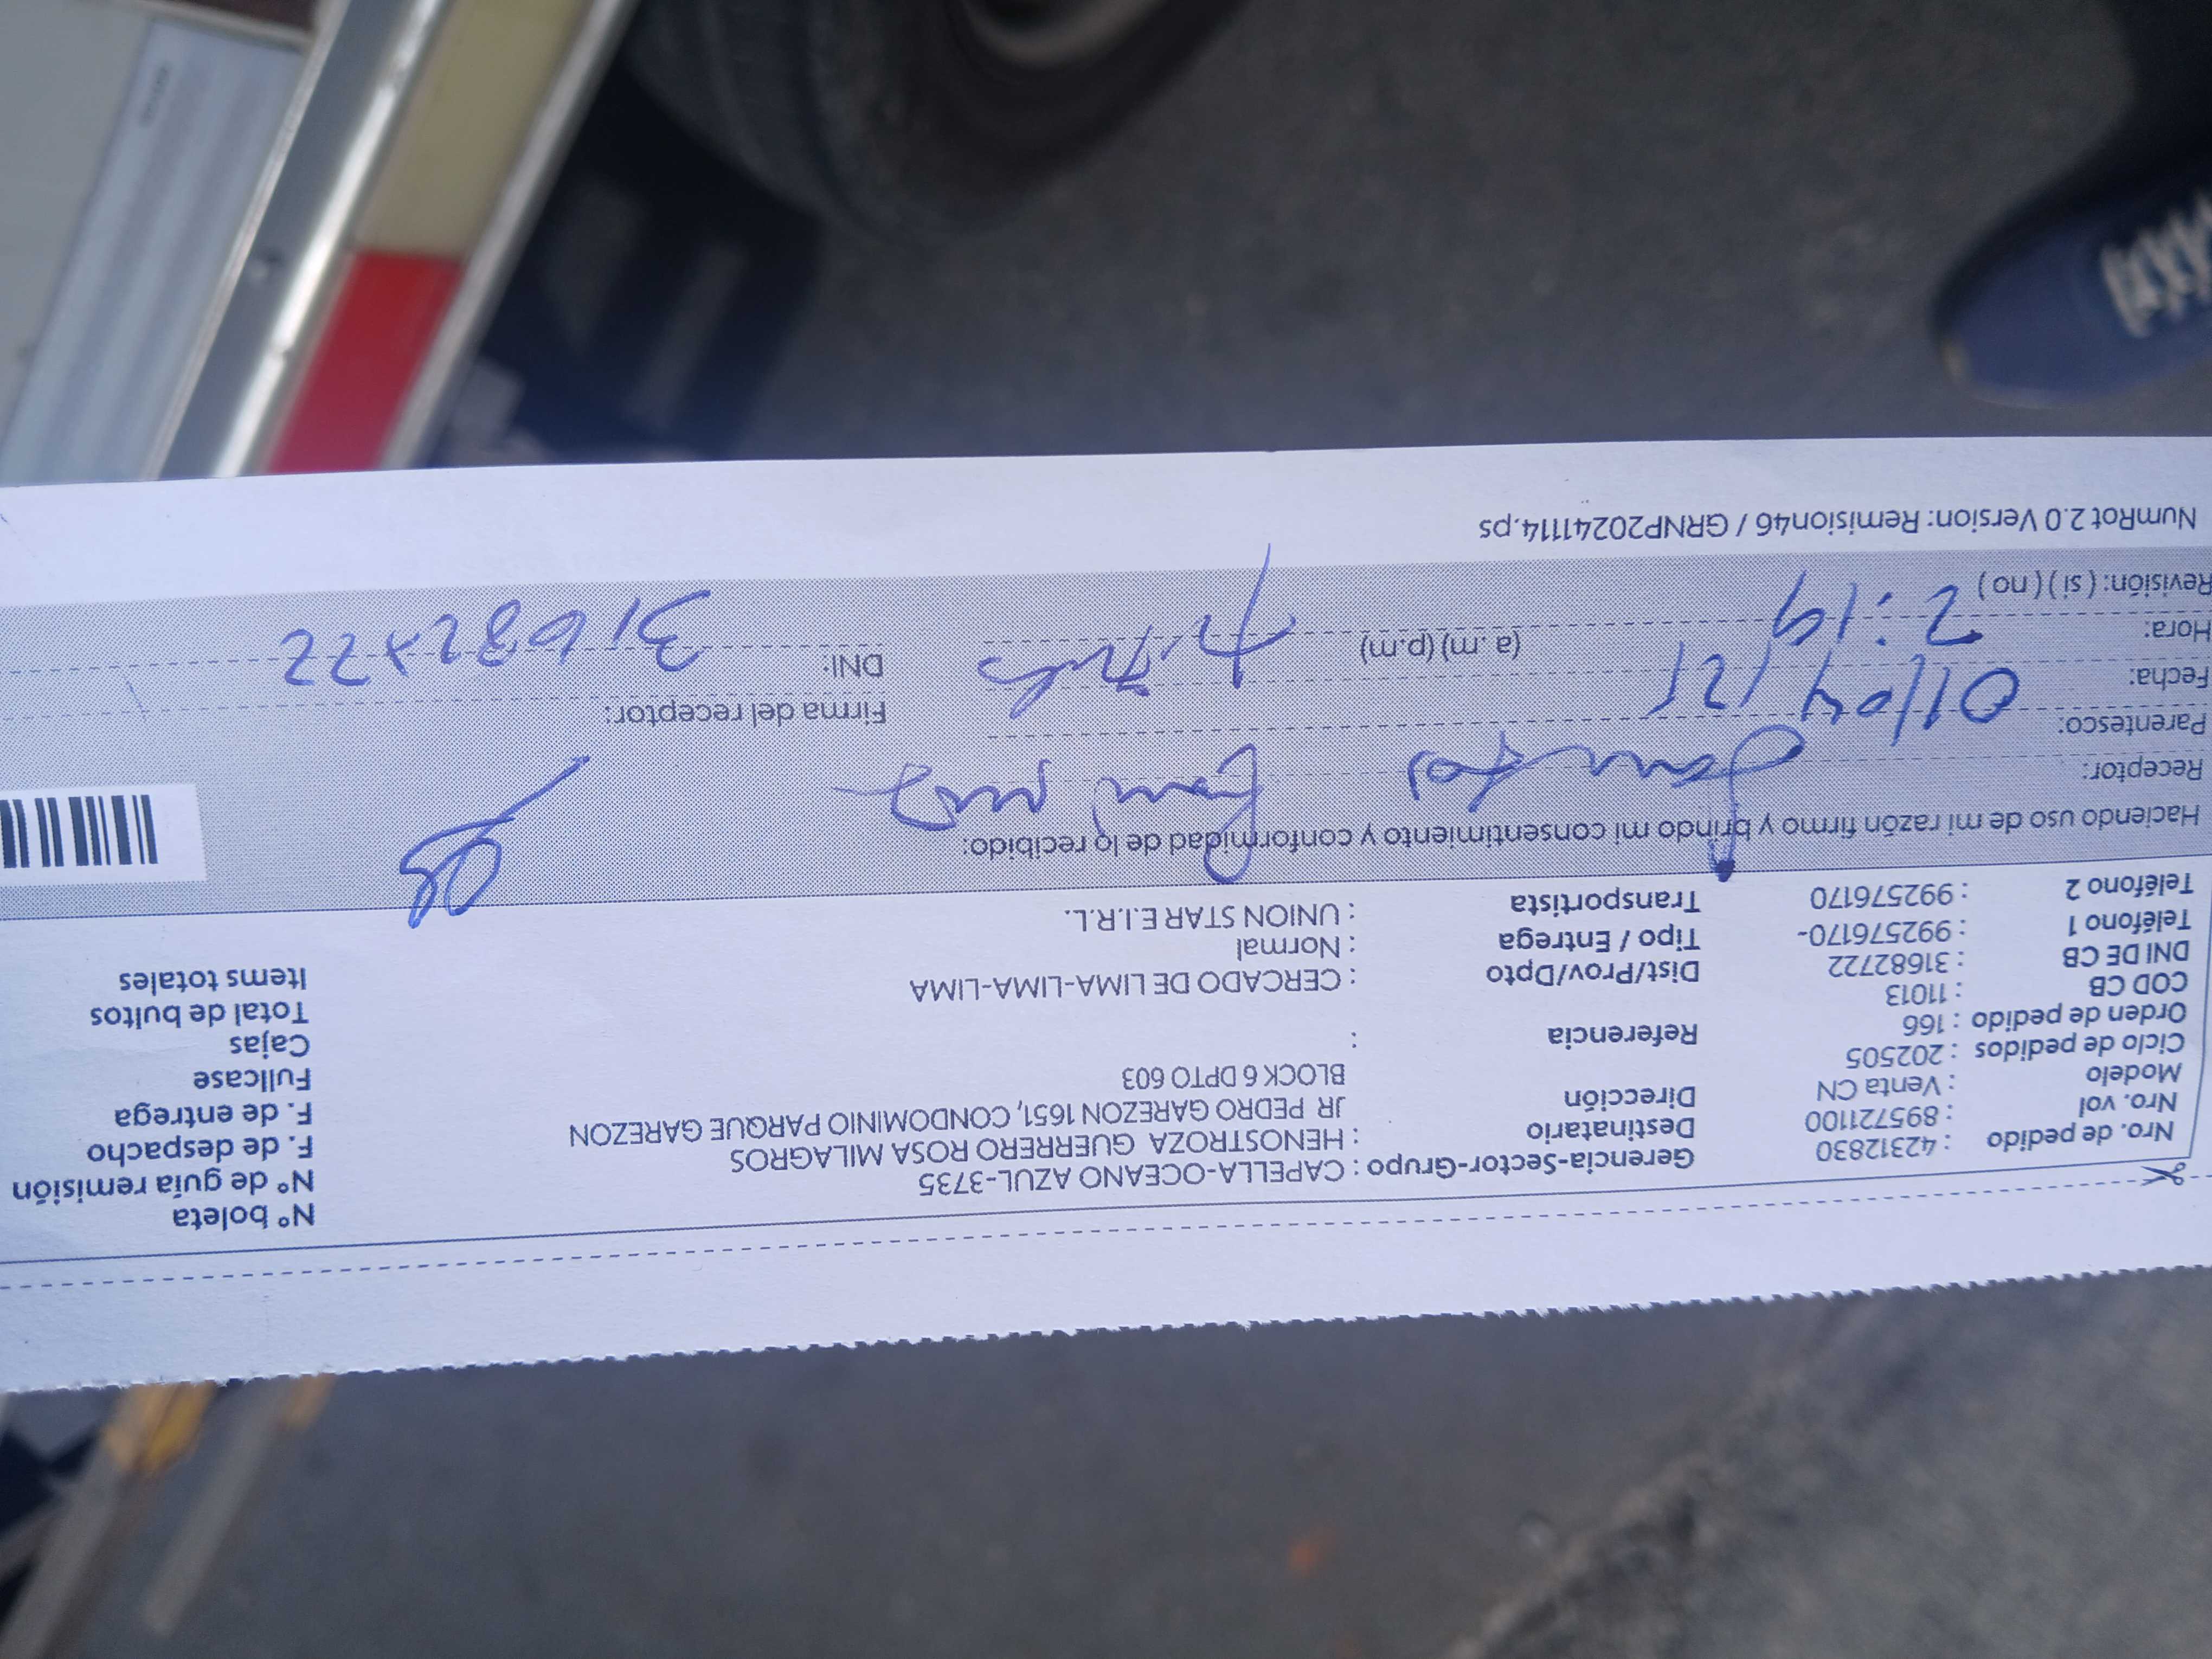 Nº boleta
Nro. de pedido : 42312830 Gerencia-Sector-Grupo : CAPELLA-OCEANO AZUL-3735 Nº de guía remisión
Nro. vol : 895721100 Destinatario : HENOSTROZA GUERRERO ROSA MILAGROS F. de despacho
Modelo : Venta CN Dirección JR PEDRO GAREZON 1651, CONDOMINIO PARQUE GAREZON F. de entrega
Ciclo de pedidos : 202505 BLOCK 6 DPTO 603 Fullcase
Orden de pedido : 166 Referencia : Cajas
COD CB : 11013 Total de bultos
DNI DE CB : 31682722 Dist/Prov/Dpto : CERCADO DE LIMA-LIMA-LIMA Items totales
Teléfono 1 : 992576170- Tipo / Entrega : Normal
Teléfono 2 : 992576170 Transportista : UNION STAR E.I.R.L.
Haciendo uso de mi razón firmo y brindo mi consentimiento y conformidad de lo recibido:
Receptor:
Parentesco: Firma del receptor:
Fecha: 01/04/25
Hora: 2:19 (a.m) (p.m) DNI: 31682722
Revisión: (si) (no)
NumRot 2.0 Version: Remision46 / GRNP20241114.ps